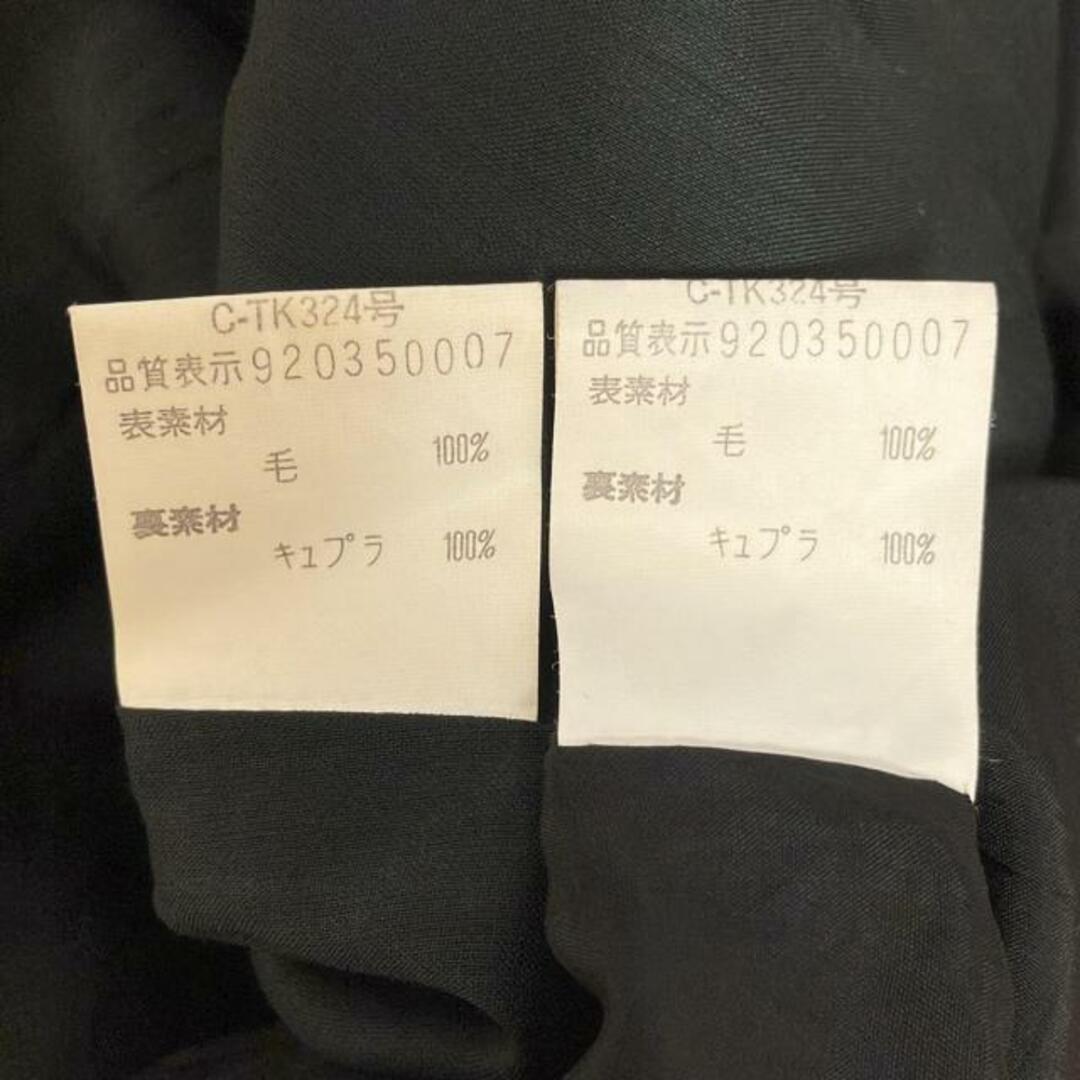 C-TK324号
品質表示920350007
表素材
毛 100%
裏素材
キュプラ 100%
C-TK324号
品質表示920350007
表素材
毛 100%
裏素材
キュプラ 100%